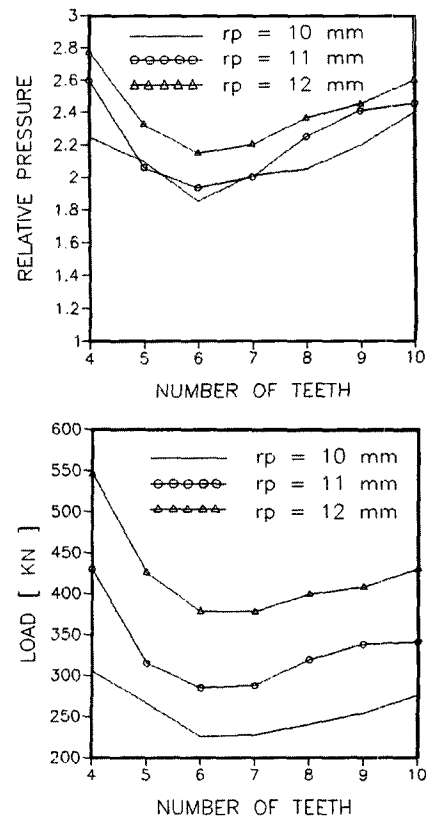 3
2.8
2.6
2.4
2.2
2
1.8
1.6
1.4
1.2
1
RELATIVE PRESSURE
rp = 10 mm
rp = 11 mm
rp = 12 mm
4 5 6 7 8 9 10
NUMBER OF TEETH
600
550
500
450
400
350
300
250
200
LOAD [ KN ]
rp = 10 mm
rp = 11 mm
rp = 12 mm
4 5 6 7 8 9 10
NUMBER OF TEETH